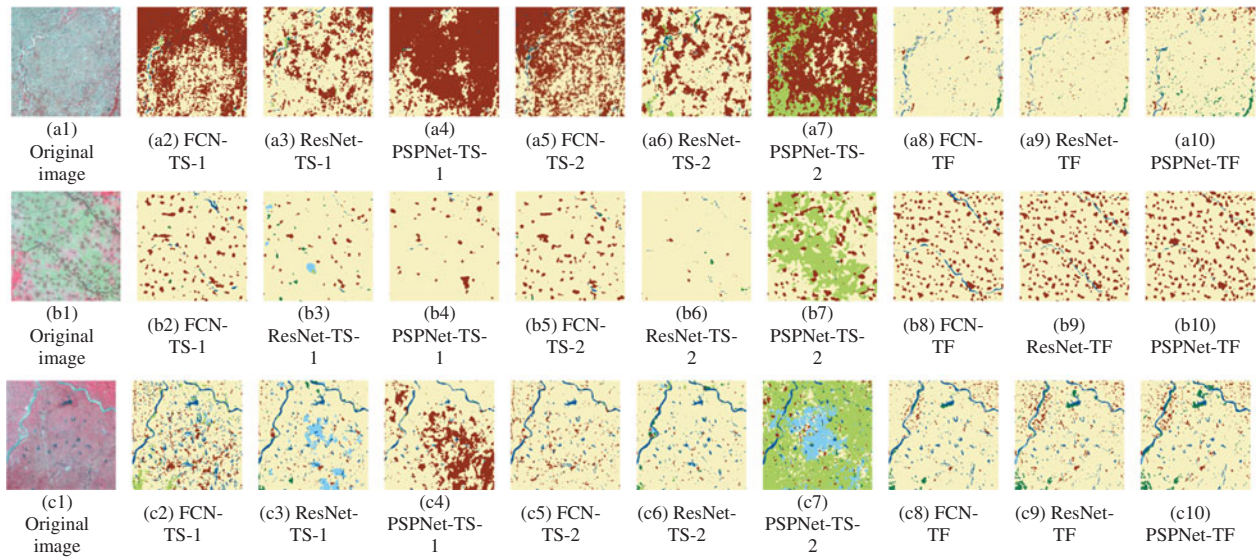 (a1)
Original
image
(a2) FCN-
TS-1
(a3) ResNet-
TS-1
(a4)
PSPNet-TS-
1
(a5) FCN-
TS-2
(a6) ResNet-
TS-2
(a7)
PSPNet-TS-
2
(a8) FCN-
TF
(a9) ResNet-
TF
(a10)
PSPNet-TF
(b1)
Original
image
(b2) FCN-
TS-1
(b3)
ResNet-TS-
1
(b4)
PSPNet-TS-
1
(b5) FCN-
TS-2
(b6)
ResNet-TS-
2
(b7)
PSPNet-TS-
2
(b8) FCN-
TF
(b9)
ResNet-TF
(b10)
PSPNet-TF
(c1)
Original
image
(c2) FCN-
TS-1
(c3) ResNet-
TS-1
(c4)
PSPNet-TS-
1
(c5) FCN-
TS-2
(c6) ResNet-
TS-2
(c7)
PSPNet-TS-
2
(c8) FCN-
TF
(c9) ResNet-
TF
(c10)
PSPNet-TF